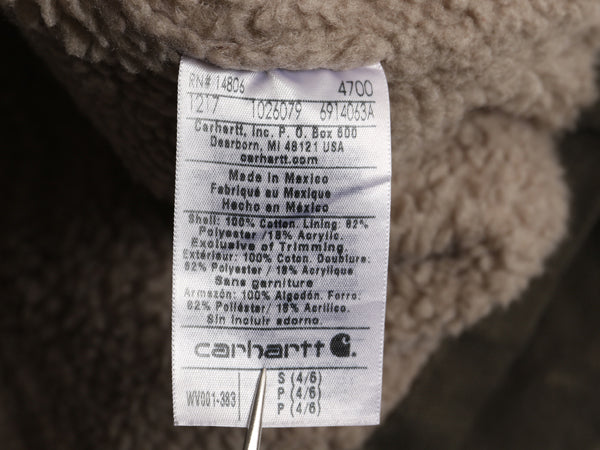 RN# 14806 4700
1217 1026079 6914063A
Carhartt, Inc. P. O. Box 600
Dearborn, MI 48121 USA
carhartt.com
Made in Mexico
Fabriqué au Mexique
Hecho en México
Shell: 100% Cotton. Lining: 82%
Polyester /18% Acrylic.
Exclusive of Trimming.
Extérieur: 100% Coton. Doublure:
82% Polyester / 18% Acrylique
Sans garniture
Armazón: 100% Algodón. Forro:
82% Poliéster / 18% Acrílico.
Sin incluir adorno.
carhartt
S (4/6)
WV001-383 P (4/6)
P (4/6)